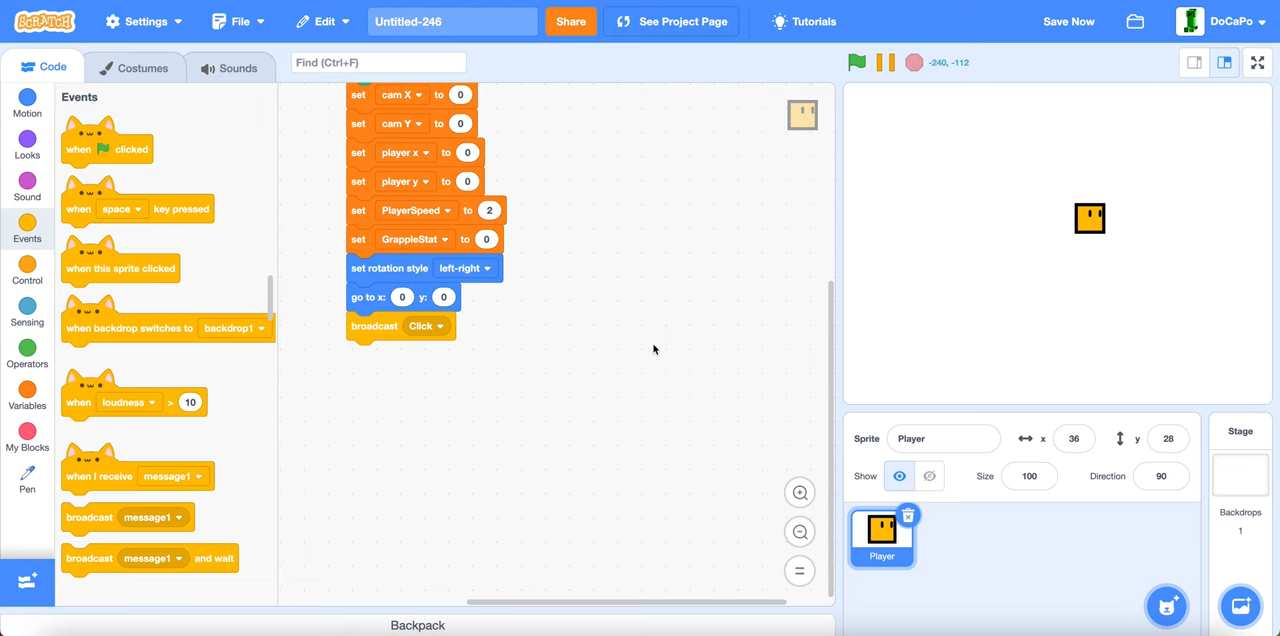 SCRATCH Settings File Edit Untitled-246 Share See Project Page Tutorials Save Now DoCaPo
Code Costumes Sounds Find (Ctrl+F) -240, -112
Motion
Looks
Sound
Events
Control
Sensing
Operators
Variables
My Blocks
Pen
Events
when clicked
when space key pressed
when this sprite clicked
when backdrop switches to backdrop1
when loudness > 10
when I receive message1
broadcast message1
broadcast message1 and wait
set cam X to 0
set cam Y to 0
set player x to 0
set player y to 0
set PlayerSpeed to 2
set GrappleStat to 0
set rotation style left-right
go to x: 0 y: 0
broadcast Click
Sprite Player x 36 y 28
Show Size 100 Direction 90
Player
Stage
Backdrops
1
Backpack